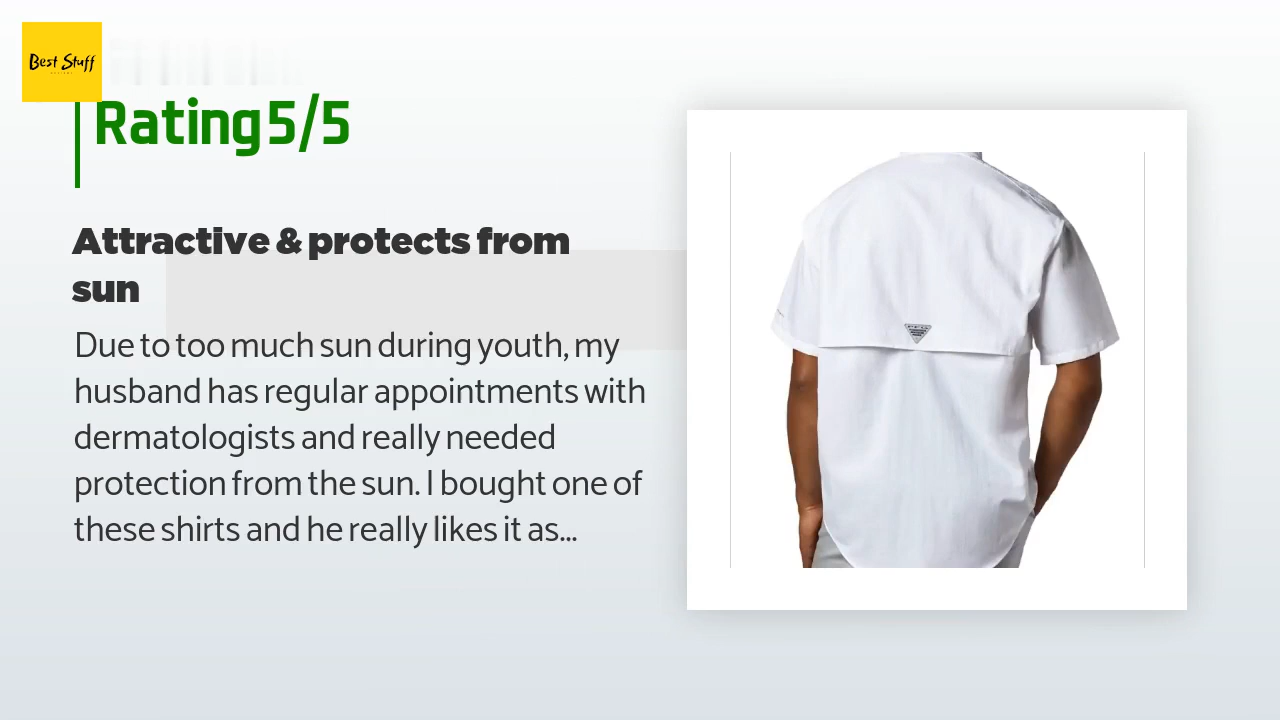 Best Stuff
Rating 5/5
Attractive & protects from
sun
Due to too much sun during youth, my
husband has regular appointments with
dermatologists and really needed
protection from the sun. I bought one of
these shirts and he really likes it as...